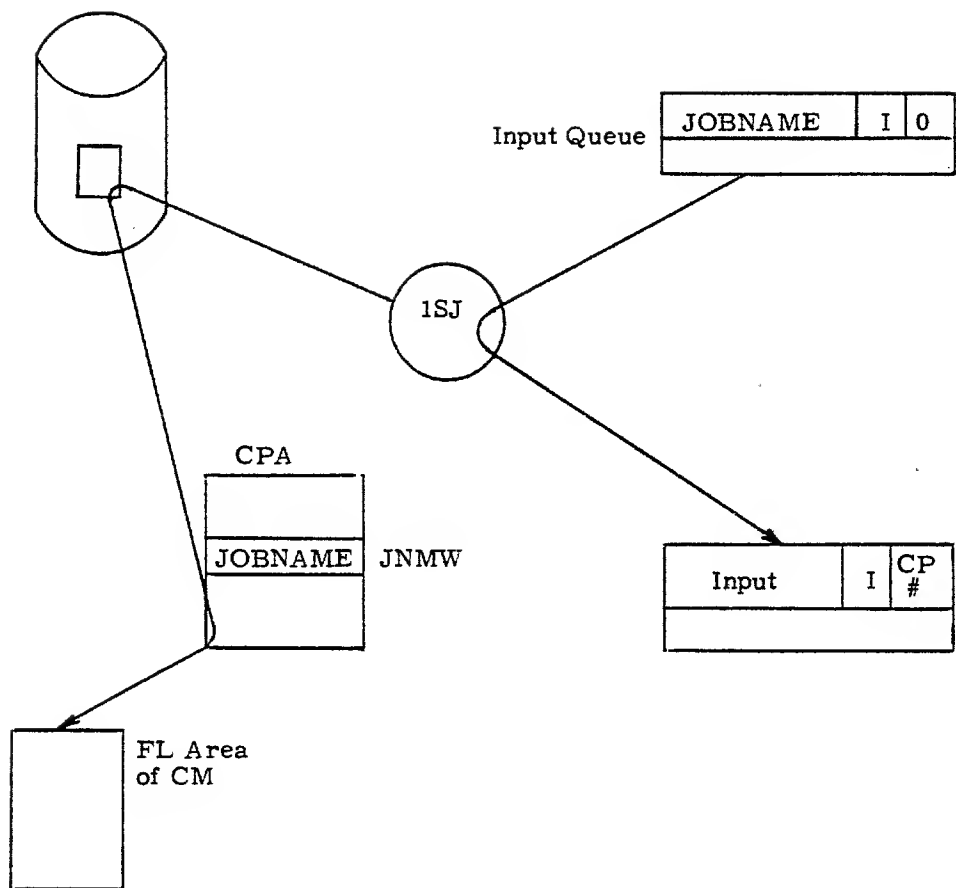 Input Queue
JOBNAME I 0
1SJ
CPA
JOBNAME JNMW
Input I CP
#
FL Area
of CM